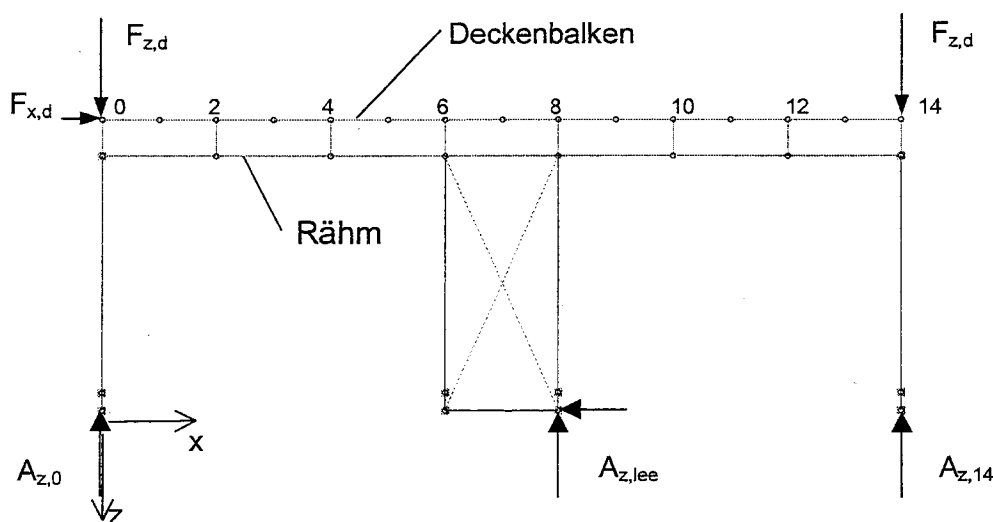 F_z,d
Deckenbalken
F_z,d
F_x,d
0 2 4 6 8 10 12 14
Rähm
x
A_z,0
A_z,lee
A_z,14
z